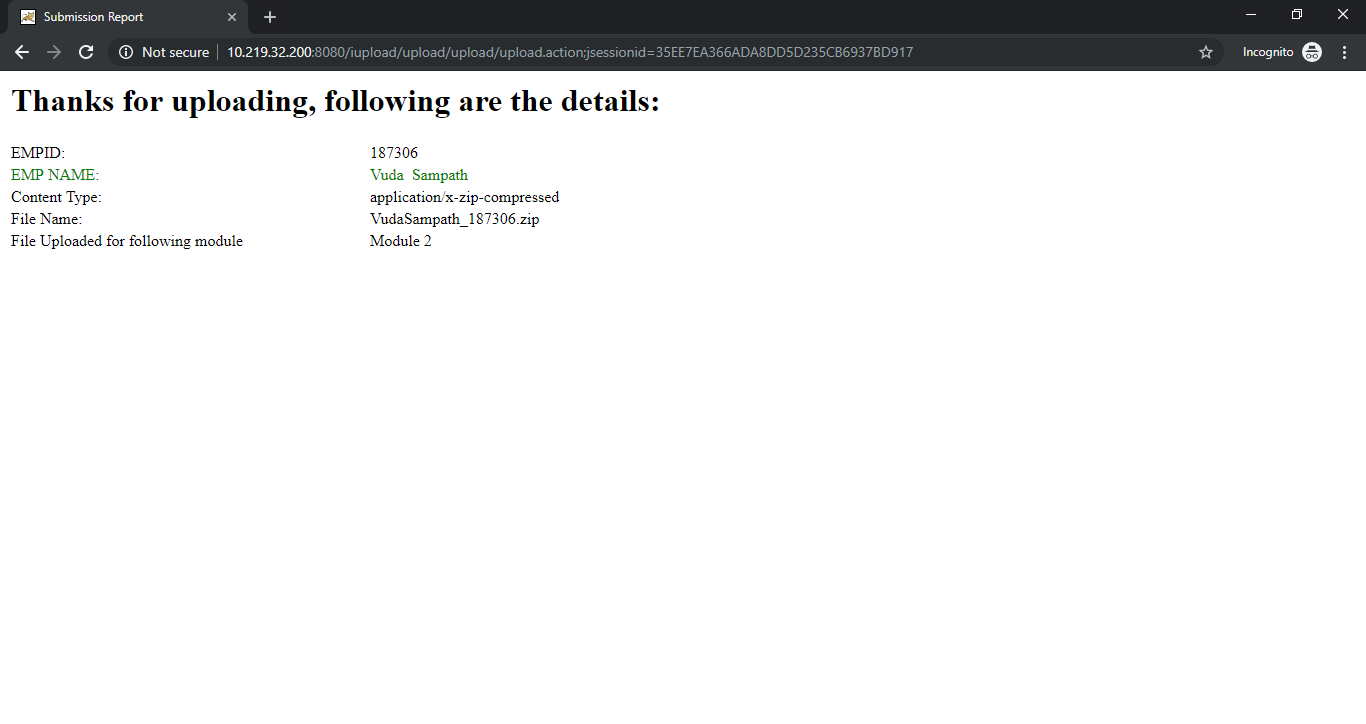 Submission Report
Not secure | 10.219.32.200:8080/iupload/upload/upload/upload.action;jsessionid=35EE7EA366ADA8DD5D235CB6937BD917 Incognito
Thanks for uploading, following are the details:
EMPID: 187306
EMP NAME: Vuda  Sampath
Content Type: application/x-zip-compressed
File Name: VudaSampath_187306.zip
File Uploaded for following module Module 2